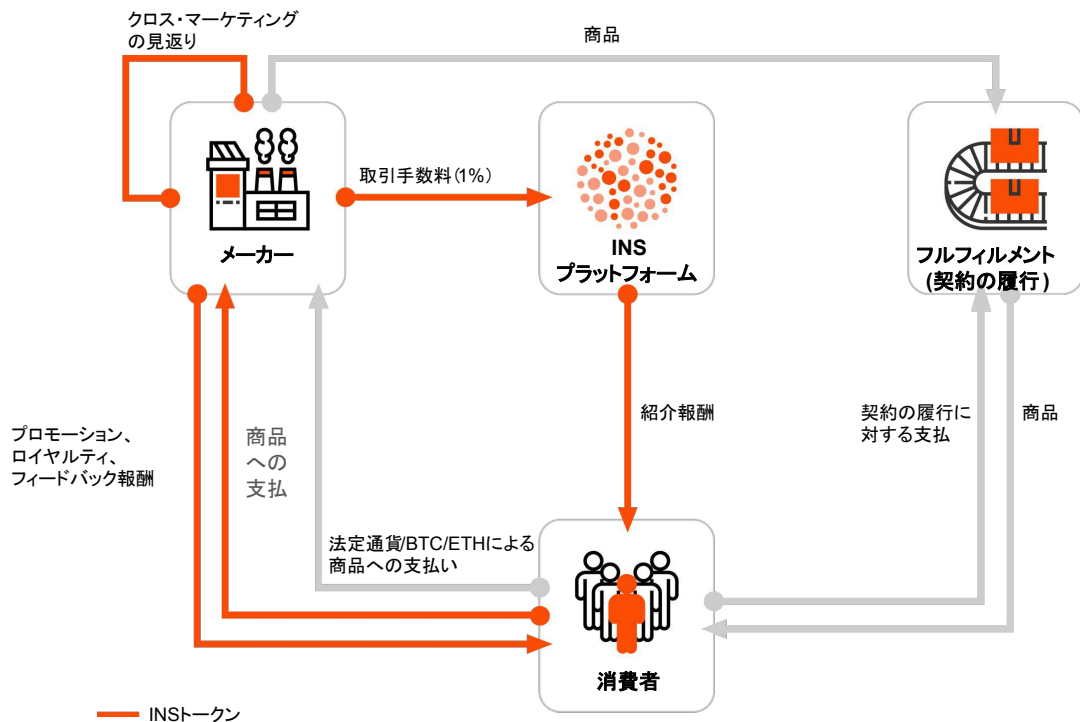 クロス・マーケティング
の見返り
商品
取引手数料(1%)
メーカー
INS
プラットフォーム
フルフィルメント
(契約の履行)
プロモーション、
ロイヤルティ、
フィードバック報酬
商品
への
支払
紹介報酬
契約の履行に
対する支払
商品
法定通貨/BTC/ETHによる
商品への支払い
消費者
INSトークン